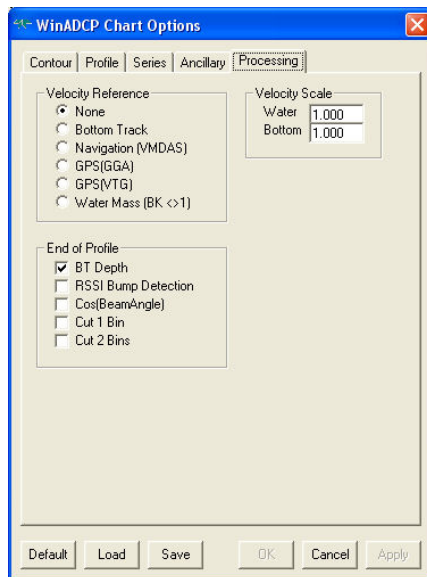 WinADCP Chart Options
Contour Profile Series Ancillary Processing
Velocity Reference
None
Bottom Track
Navigation (VMDAS)
GPS(GGA)
GPS(VTG)
Water Mass (BK <>1)
Velocity Scale
Water 1.000
Bottom 1.000
End of Profile
BT Depth
RSSI Bump Detection
Cos(BeamAngle)
Cut 1 Bin
Cut 2 Bins
Default Load Save OK Cancel Apply